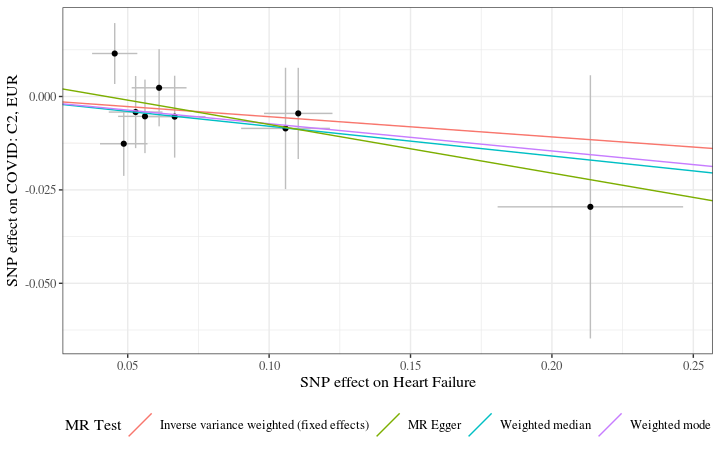 SNP effect on COVID: C2, EUR
0.000
-0.025
-0.050
0.05 0.10 0.15 0.20 0.25
SNP effect on Heart Failure
MR Test Inverse variance weighted (fixed effects) MR Egger Weighted median Weighted mode